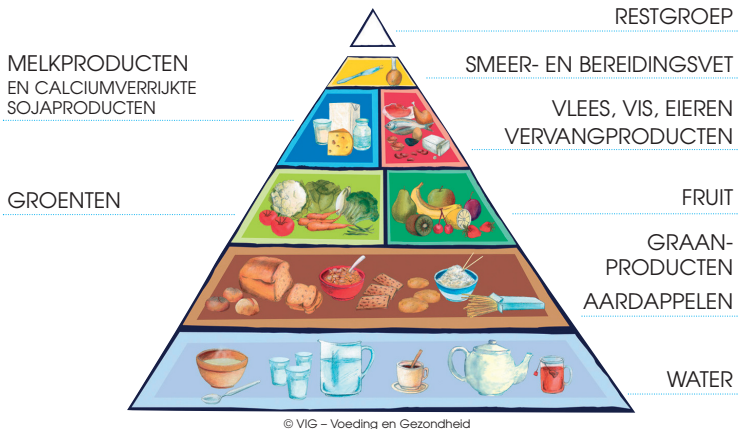 RESTGROEP
MELKPRODUCTEN
EN CALCIUMVERRIJKTE
SOJAPRODUCTEN
SMEER- EN BEREIDINGSVET
VLEES, VIS, EIEREN
VERVANGPRODUCTEN
GROENTEN
FRUIT
GRAAN-
PRODUCTEN
AARDAPPELEN
WATER
© VIG – Voeding en Gezondheid